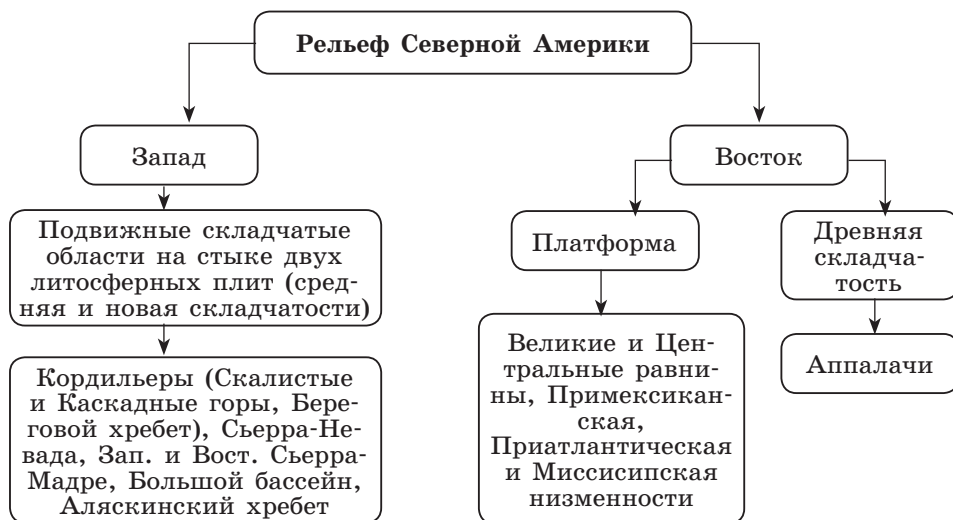 Рельеф Северной Америки
Запад
Восток
Подвижные складчатые
области на стыке двух
литосферных плит (сред-
няя и новая складчатости)
Платформа
Древняя
складча-
тость
Кордильеры (Скалистые
и Каскадные горы, Бере-
говой хребет), Сьерра-Не-
вада, Зап. и Вост. Сьерра-
Мадре, Большой бассейн,
Аляскинский хребет
Великие и Цен-
тральные равни-
ны, Примексикан-
ская,
Приатлантическая
и Миссисипская
низменности
Аппалачи